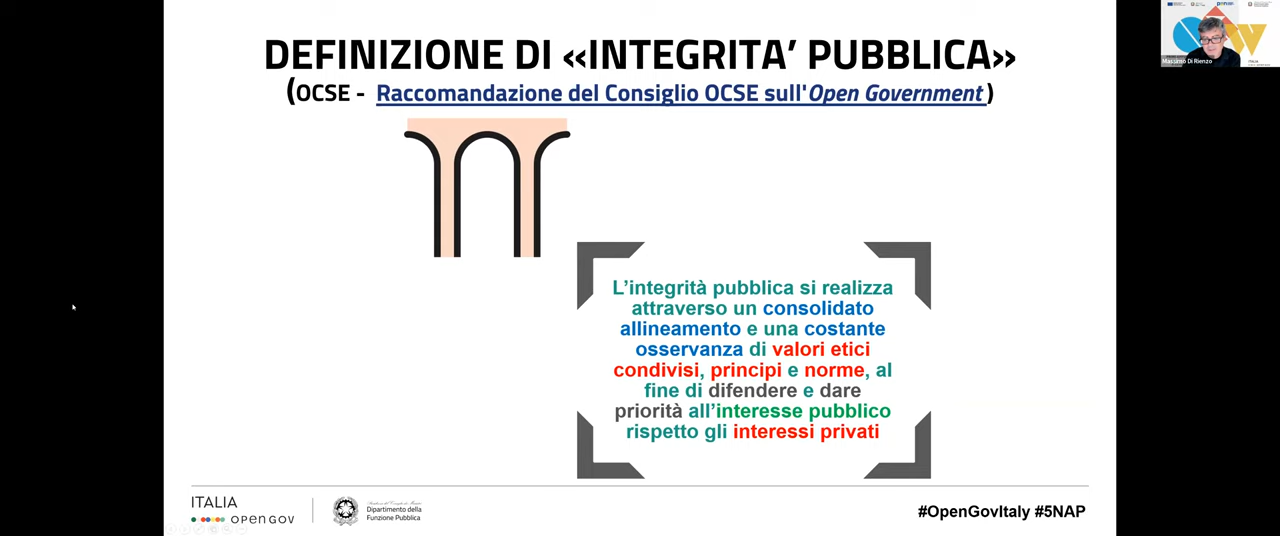 DEFINIZIONE DI «INTEGRITA’ PUBBLICA»
(OCSE - Raccomandazione del Consiglio OCSE sull'Open Government )
Massimo Di Rienzo
L’integrità pubblica si realizza
attraverso un consolidato
allineamento e una costante
osservanza di valori etici
condivisi, principi e norme, al
fine di difendere e dare
priorità all’interesse pubblico
rispetto gli interessi privati
ITALIA
OPENGOV
Dipartimento della
Funzione Pubblica
#OpenGovItaly #5NAP